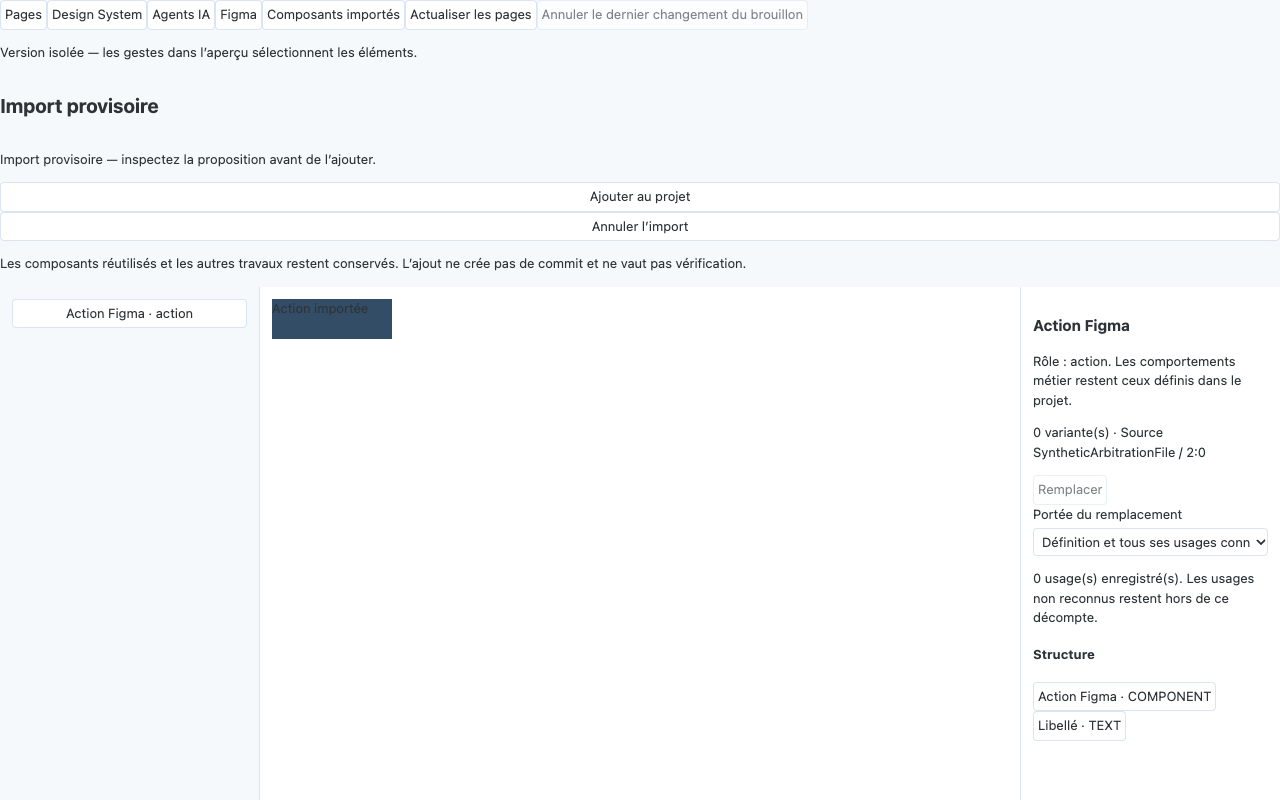 Pages Design System Agents IA Figma Composants importés Actualiser les pages Annuler le dernier changement du brouillon
Version isolée — les gestes dans l’aperçu sélectionnent les éléments.
Import provisoire
Import provisoire — inspectez la proposition avant de l’ajouter.
Ajouter au projet
Annuler l’import
Les composants réutilisés et les autres travaux restent conservés. L’ajout ne crée pas de commit et ne vaut pas vérification.
Action Figma · action
Action importée
Action Figma
Rôle : action. Les comportements
métier restent ceux définis dans le
projet.
0 variante(s) · Source
SyntheticArbitrationFile / 2:0
Remplacer
Portée du remplacement
Définition et tous ses usages conn
0 usage(s) enregistré(s). Les usages
non reconnus restent hors de ce
décompte.
Structure
Action Figma · COMPONENT
Libellé · TEXT